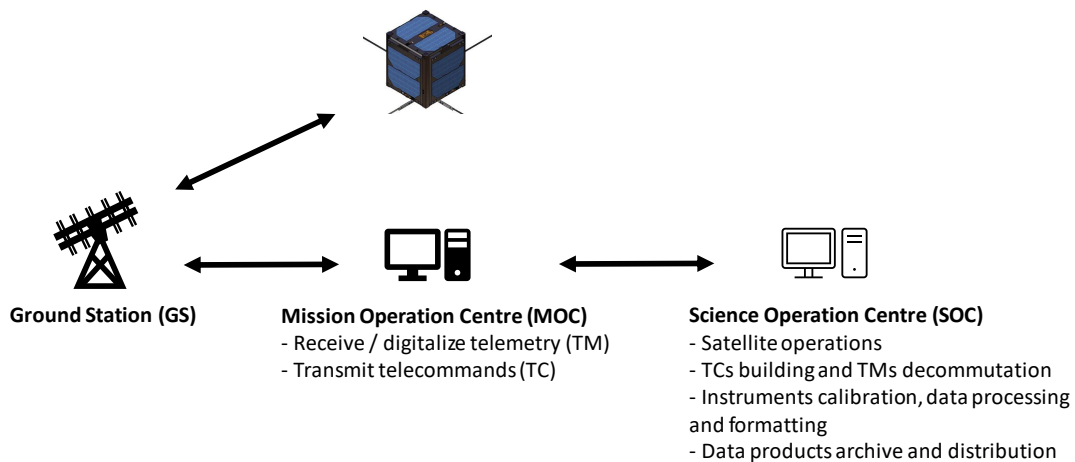 Ground Station (GS)
Mission Operation Centre (MOC)
- Receive / digitalize telemetry (TM)
- Transmit telecommands (TC)
Science Operation Centre (SOC)
- Satellite operations
- TCs building and TMs decommutation
- Instruments calibration, data processing
and formatting
- Data products archive and distribution